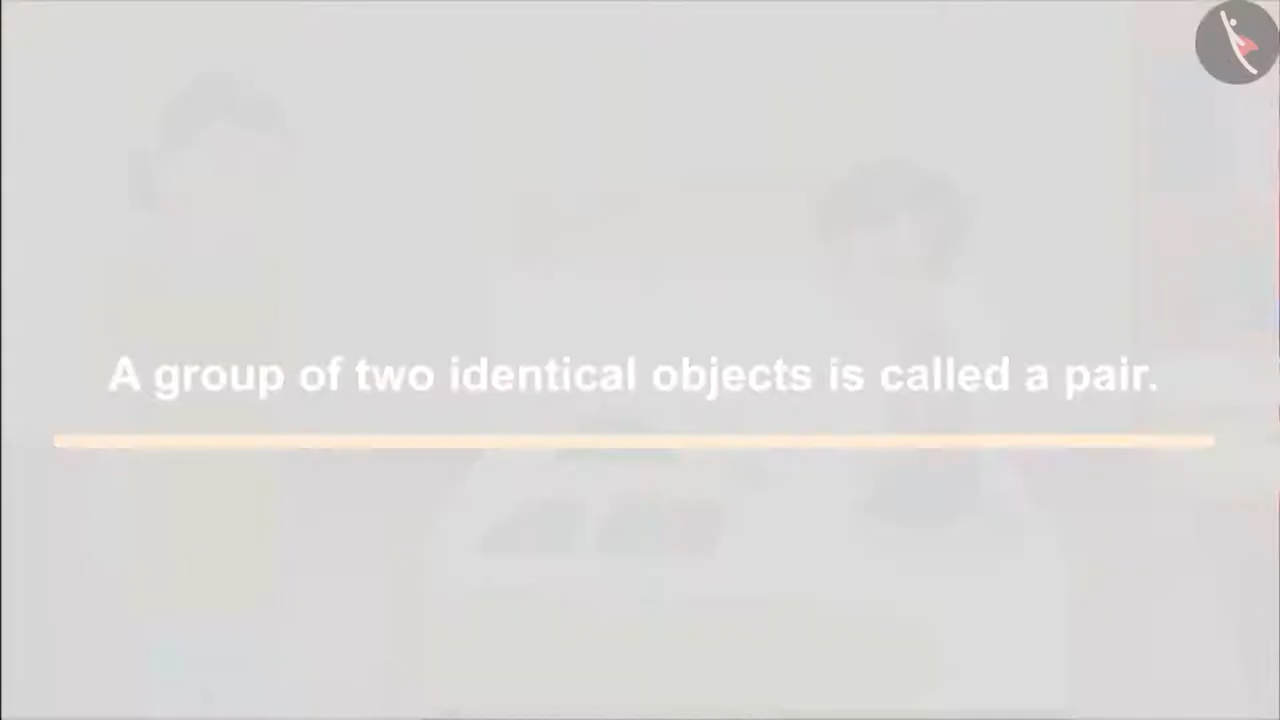 A group of two identical objects is called a pair.